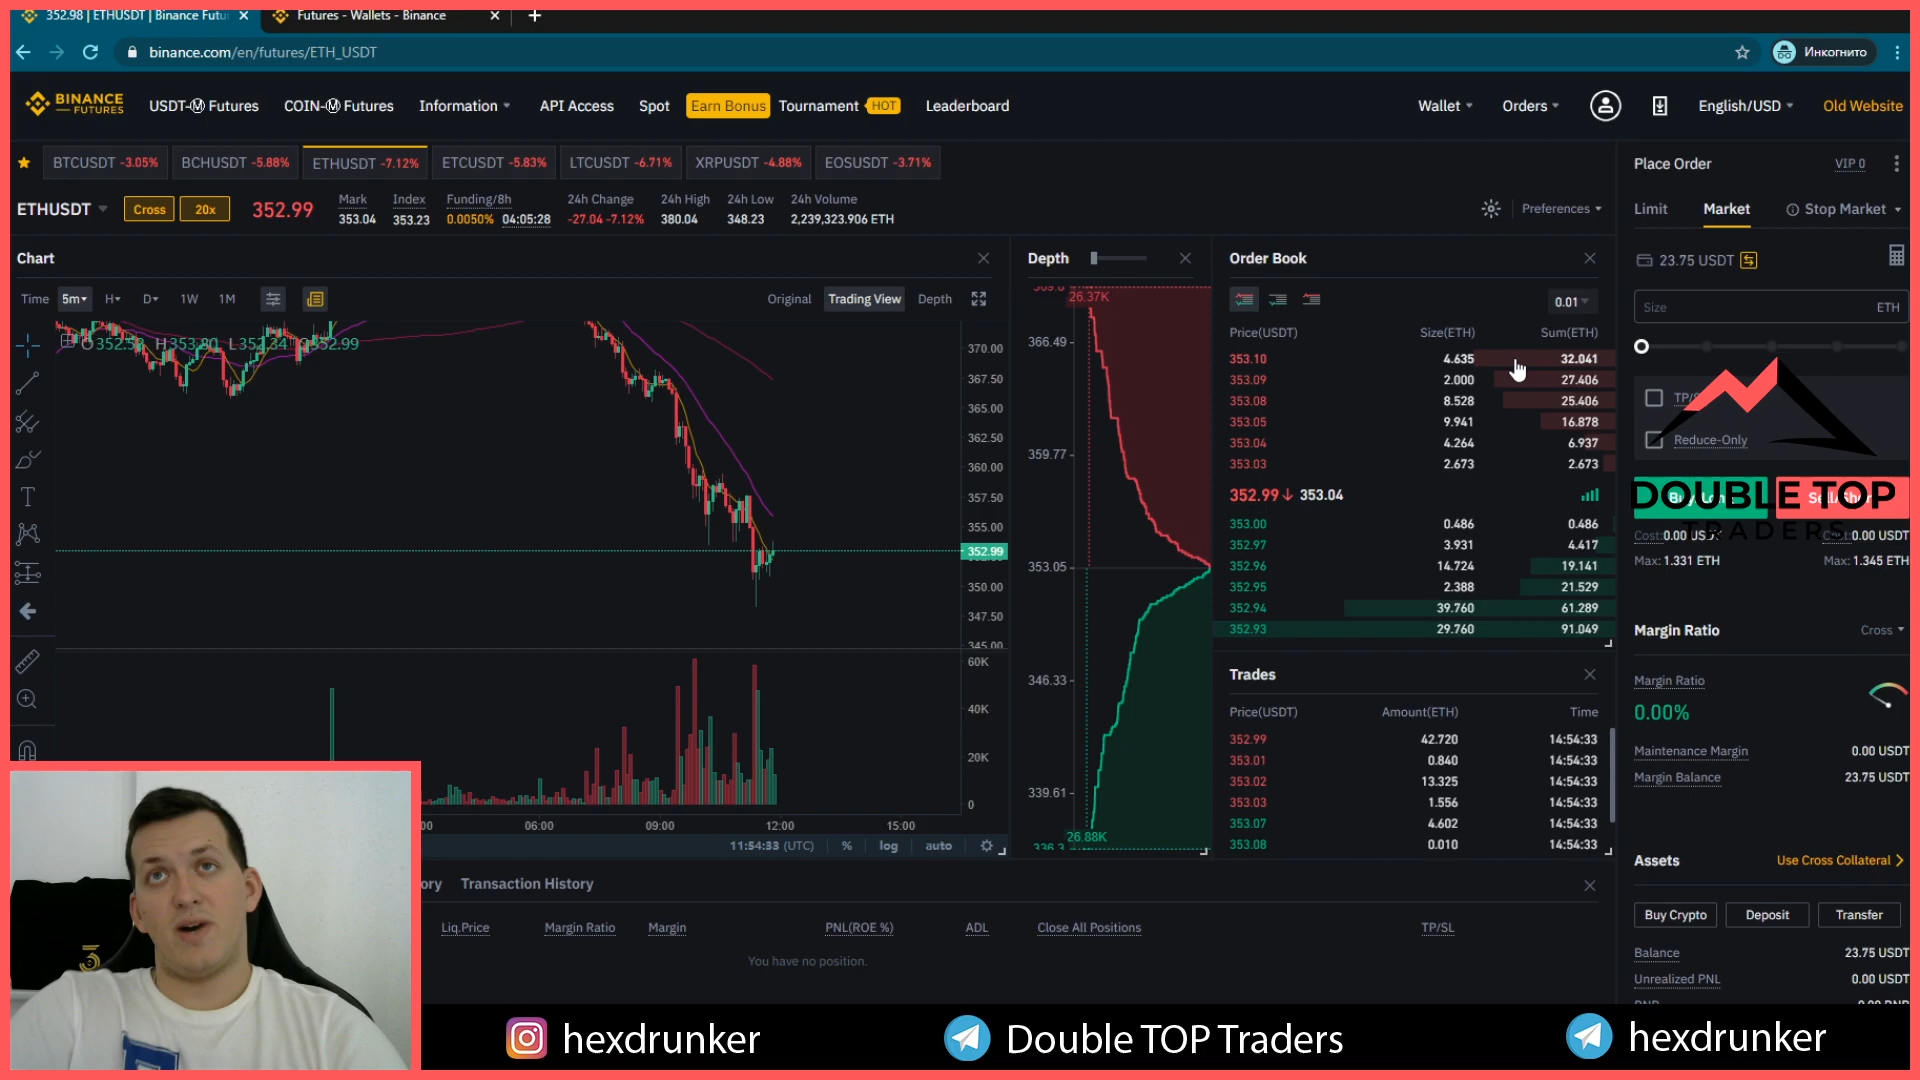 352.98 | ETHUSDT | Binance Futu
Futures - Wallets - Binance
binance.com/en/futures/ETH_USDT
Инкогнито
BINANCE
FUTURES
USDT-Ⓜ Futures
COIN-Ⓜ Futures
Information
API Access
Spot
Earn Bonus
Tournament HOT
Leaderboard
Wallet
Orders
English/USD
Old Website
BTCUSDT -3.05%
BCHUSDT -5.88%
ETHUSDT -7.12%
ETCUSDT -5.83%
LTCUSDT -6.71%
XRPUSDT -4.88%
EOSUSDT -3.71%
ETHUSDT
Cross
20x
352.99
Mark
353.04
Index
353.23
Funding/8h
0.0050% 04:05:28
24h Change
-27.04 -7.12%
24h High
380.04
24h Low
348.23
24h Volume
2,239,323.906 ETH
Preferences
Chart
Time 5m H D 1W 1M
Original Trading View Depth
H353.80
370.00
367.50
365.00
362.50
360.00
357.50
355.00
352.99
350.00
347.50
345.00
60K
40K
20K
0
06:00 09:00 12:00 15:00
11:54:33 (UTC) % log auto
Depth
26.37K
366.49
359.77
353.05
346.33
339.61
26.88K
336.3
Order Book
0.01
Price(USDT) Size(ETH) Sum(ETH)
353.10 4.635 32.041
353.09 2.000 27.406
353.08 8.528 25.406
353.05 9.941 16.878
353.04 4.264 6.937
353.03 2.673 2.673
352.99↓ 353.04
353.00 0.486 0.486
352.97 3.931 4.417
352.96 14.724 19.141
352.95 2.388 21.529
352.94 39.760 61.289
352.93 29.760 91.049
Trades
Price(USDT) Amount(ETH) Time
352.99 42.720 14:54:33
353.01 0.840 14:54:33
353.02 13.325 14:54:33
353.03 1.556 14:54:33
353.07 4.602 14:54:33
353.08 0.010 14:54:33
Place Order VIP 0
Limit Market Stop Market
23.75 USDT
Size ETH
Reduce-Only
DOUBLE TOP
TRADERS
Cost: 0.00
0.00 USDT
Max: 1.331 ETH Max: 1.345 ETH
Margin Ratio Cross
Margin Ratio
0.00%
Maintenance Margin 0.00 USDT
Margin Balance 23.75 USDT
Assets Use Cross Collateral
Buy Crypto Deposit Transfer
Balance 23.75 USDT
Unrealized PNL 0.00 USDT
ory Transaction History
Liq.Price Margin Ratio Margin PNL(ROE %) ADL Close All Positions TP/SL
You have no position.
hexdrunker
Double TOP Traders
hexdrunker